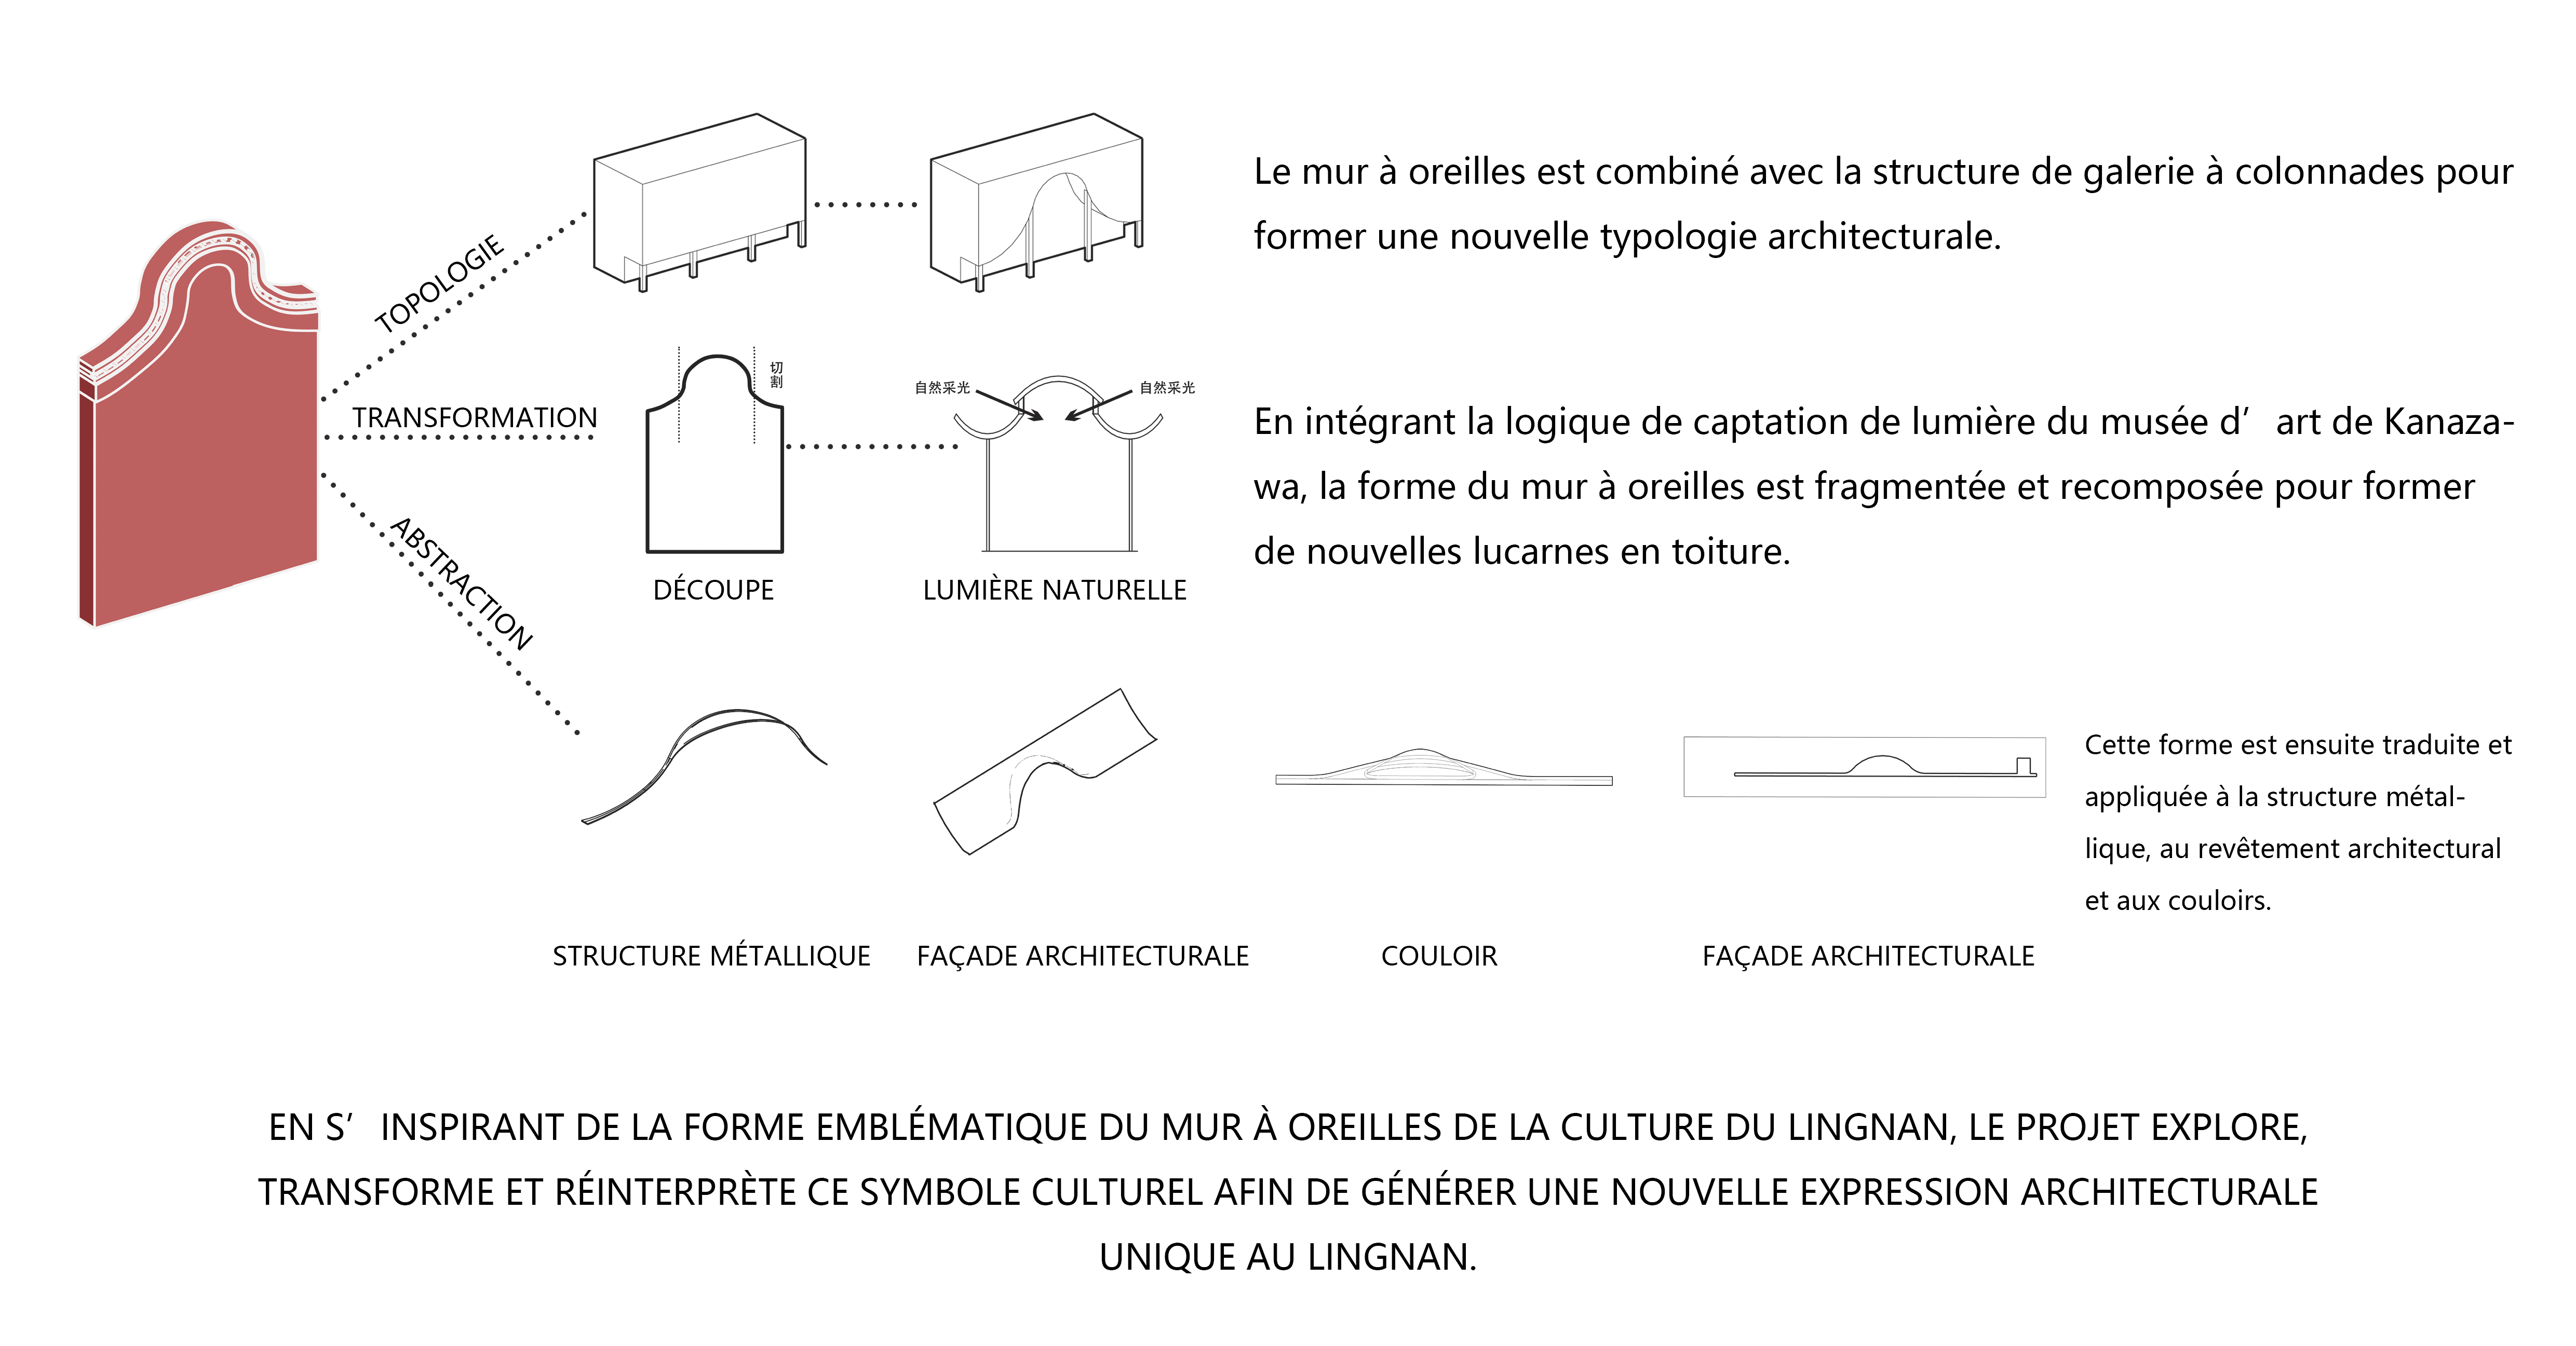 TOPOLOGIE
Le mur à oreilles est combiné avec la structure de galerie à colonnades pour
former une nouvelle typologie architecturale.
TRANSFORMATION
切
割
自然采光
自然采光
DÉCOUPE
LUMIÈRE NATURELLE
En intégrant la logique de captation de lumière du musée d’art de Kanaza-
wa, la forme du mur à oreilles est fragmentée et recomposée pour former
de nouvelles lucarnes en toiture.
ABSTRACTION
STRUCTURE MÉTALLIQUE
FAÇADE ARCHITECTURALE
COULOIR
FAÇADE ARCHITECTURALE
Cette forme est ensuite traduite et
appliquée à la structure métal-
lique, au revêtement architectural
et aux couloirs.
EN S’INSPIRANT DE LA FORME EMBLÉMATIQUE DU MUR À OREILLES DE LA CULTURE DU LINGNAN, LE PROJET EXPLORE,
TRANSFORME ET RÉINTERPRÈTE CE SYMBOLE CULTUREL AFIN DE GÉNÉRER UNE NOUVELLE EXPRESSION ARCHITECTURALE
UNIQUE AU LINGNAN.